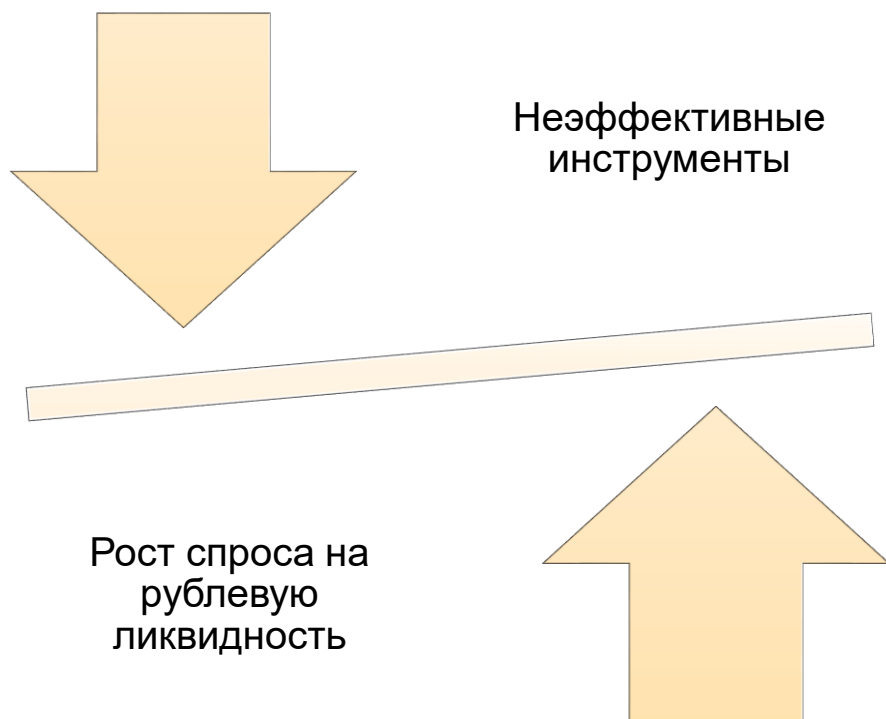 Неэффективные
инструменты
Рост спроса на
рублевую
ликвидность